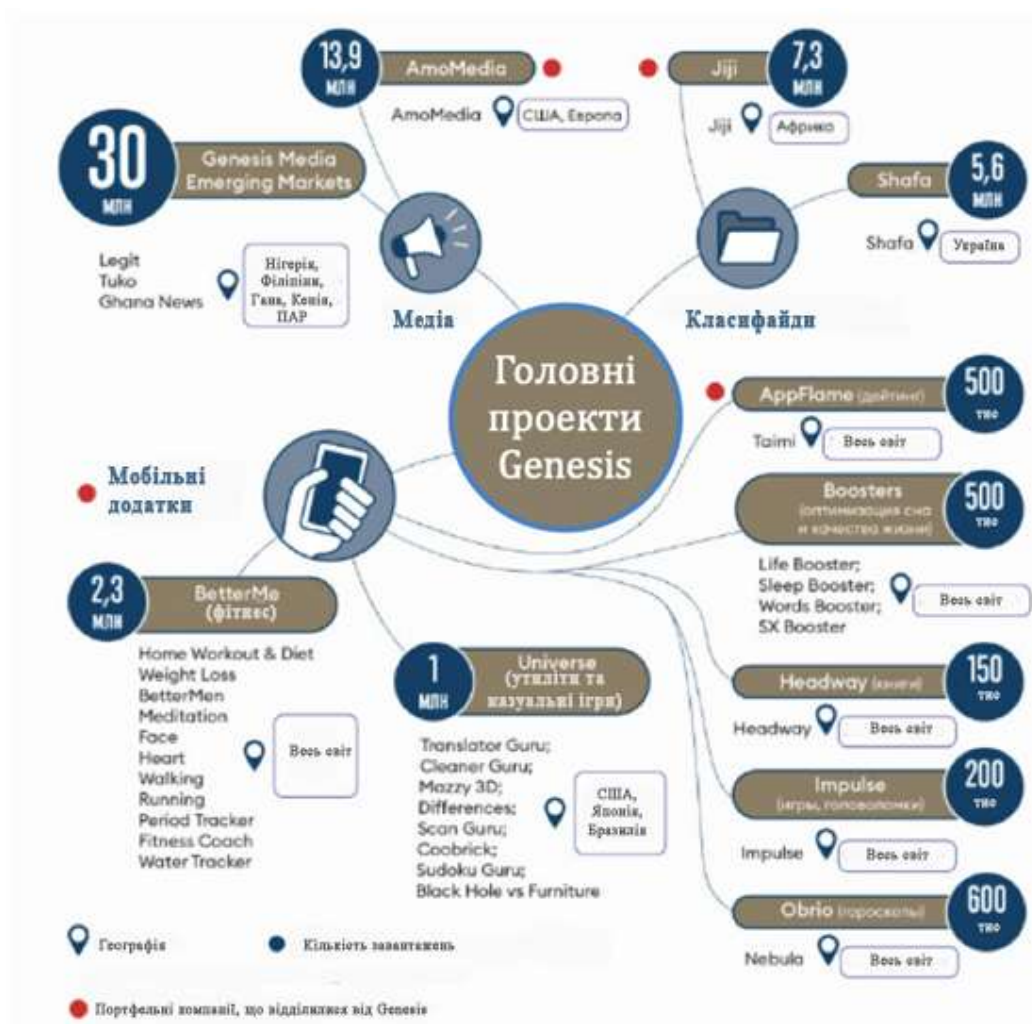 13,9
МЛН
AmoMedia
AmoMedia
США, Европа
Jiji
7,3
МЛН
Jiji
Африка
30
МЛН
Genesis Media
Emerging Markets
Legit
Tuko
Ghana News
Нігерія,
Філіпіни,
Гана, Кенія,
ПАР
Shafa
5,6
МЛН
Shafa
Україна
Медіа
Класифайди
Головні
проекти
Genesis
Мобільні
додатки
AppFlame (дейтинг)
500
тис
Taimi
Весь світ
Boosters
(оптимизация сна
и качества жизни)
500
тис
Life Booster;
Sleep Booster;
Words Booster;
SX Booster
Весь світ
2,3
МЛН
BetterMe
(фітнес)
Home Workout & Diet
Weight Loss
BetterMen
Meditation
Face
Heart
Walking
Running
Period Tracker
Fitness Coach
Water Tracker
Весь світ
1
МЛН
Universe
(утиліти та
казуальні ігри)
Translator Guru;
Cleaner Guru;
Mazzy 3D;
Differences;
Scan Guru;
Coobrick;
Sudoku Guru;
Black Hole vs Furniture
США,
Японія,
Бразилія
Headway (книги)
150
тис
Headway
Весь світ
Impulse
(игры, головоломки)
200
тис
Impulse
Весь світ
Obrio (гороскопы)
600
тис
Nebula
Весь світ
Географія
Кількість завантажень
Портфельні компанії, що відділилися від Genesis